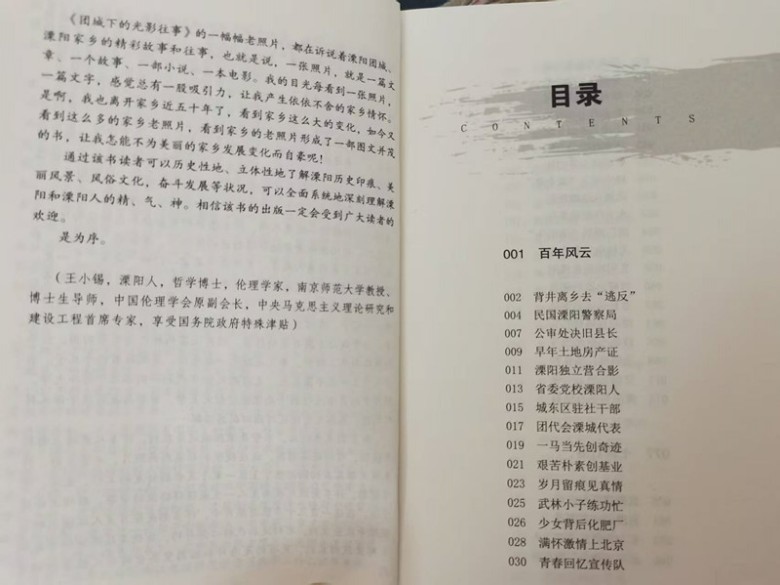 《团城下的光影往事》的一幅幅老照片，都在诉说着溧阳团城、
溧阳家乡的精彩故事和往事，也就是说，一张照片，就是一篇文
章、一个故事、一部小说、一本电影。我的目光每看到一张照片，
一篇文字，感觉总有一股吸引力，让我产生依依不舍的家乡情怀。
是啊，我也离开家乡近五十年了，看到家乡这么大的变化，如今又
看到这么多的家乡老照片，看到家乡的老照片形成了一部图文并茂
的书，让我怎能不为美丽的家乡发展变化而自豪呢！
通过该书读者可以历史性地、立体性地了解溧阳历史印痕、美
丽风景、风俗文化，奋斗发展等状况，可以全面系统地深刻理解溧
阳和溧阳人的精、气、神。相信该书的出版一定会受到广大读者的
欢迎。
是为序。
（王小锡，溧阳人，哲学博士，伦理学家，南京师范大学教授、
博士生导师，中国伦理学会原副会长，中央马克思主义理论研究和
建设工程首席专家，享受国务院政府特殊津贴）
目录
CONTENTS
001 百年风云
002 背井离乡去“逃反”
004 民国溧阳警察局
007 公审处决旧县长
009 早年土地房产证
011 溧阳独立营合影
013 省委党校溧阳人
015 城东区驻社干部
017 团代会溧城代表
019 一马当先创奇迹
021 艰苦朴素创基业
023 岁月留痕见真情
025 武林小子练功忙
026 少女背后化肥厂
028 满怀激情上北京
030 青春回忆宣传队